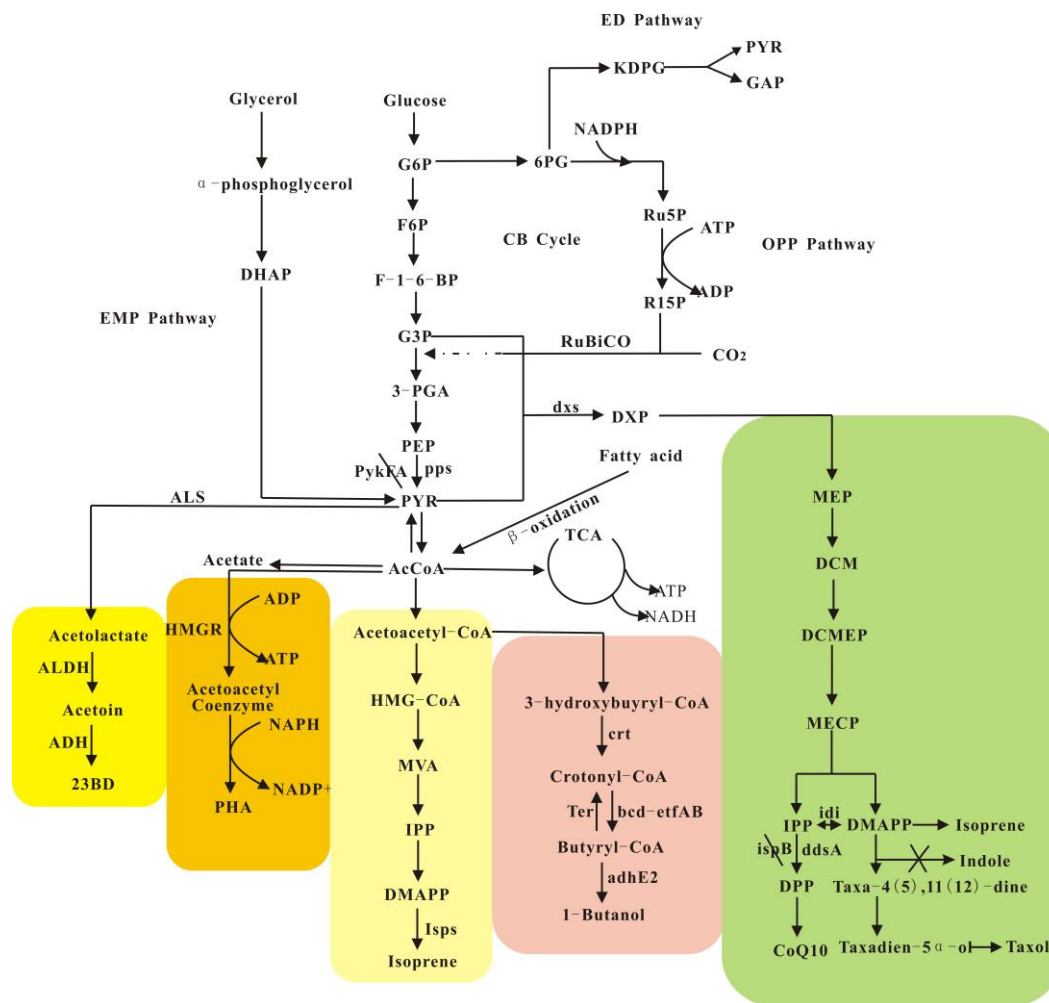 ED Pathway
PYR
KDPG
GAP
Glycerol
Glucose
NADPH
G6P
6PG
α-phosphoglycerol
Ru5P
F6P
ATP
CB Cycle
OPP Pathway
DHAP
F-1-6-BP
ADP
R15P
EMP Pathway
G3P
RuBiCO
CO2
3-PGA
dxs
DXP
PEP
Fatty acid
PykFA
pps
ALS
PYR
MEP
β-oxidation
TCA
Acetate
AcCoA
DCM
ATP
NADH
ADP
HMGR
ATP
Acetolactate
Acetoacetyl-CoA
DCMEP
ALDH
Acetoacetyl
Coenzyme
HMG-CoA
3-hydroxybuyryl-CoA
Acetoin
NAPH
MECP
crt
ADH
MVA
Crotonyl-CoA
23BD
NADP+
PHA
Ter
bcd-etfAB
IPP
IPP
idi
DMAPP
Isoprene
Butyryl-CoA
ispB
ddsA
Indole
adhE2
DMAPP
DPP
Taxa-4(5),11(12)-dine
1-Butanol
Isps
CoQ10
Taxadien-5α-ol
Taxol
Isoprene